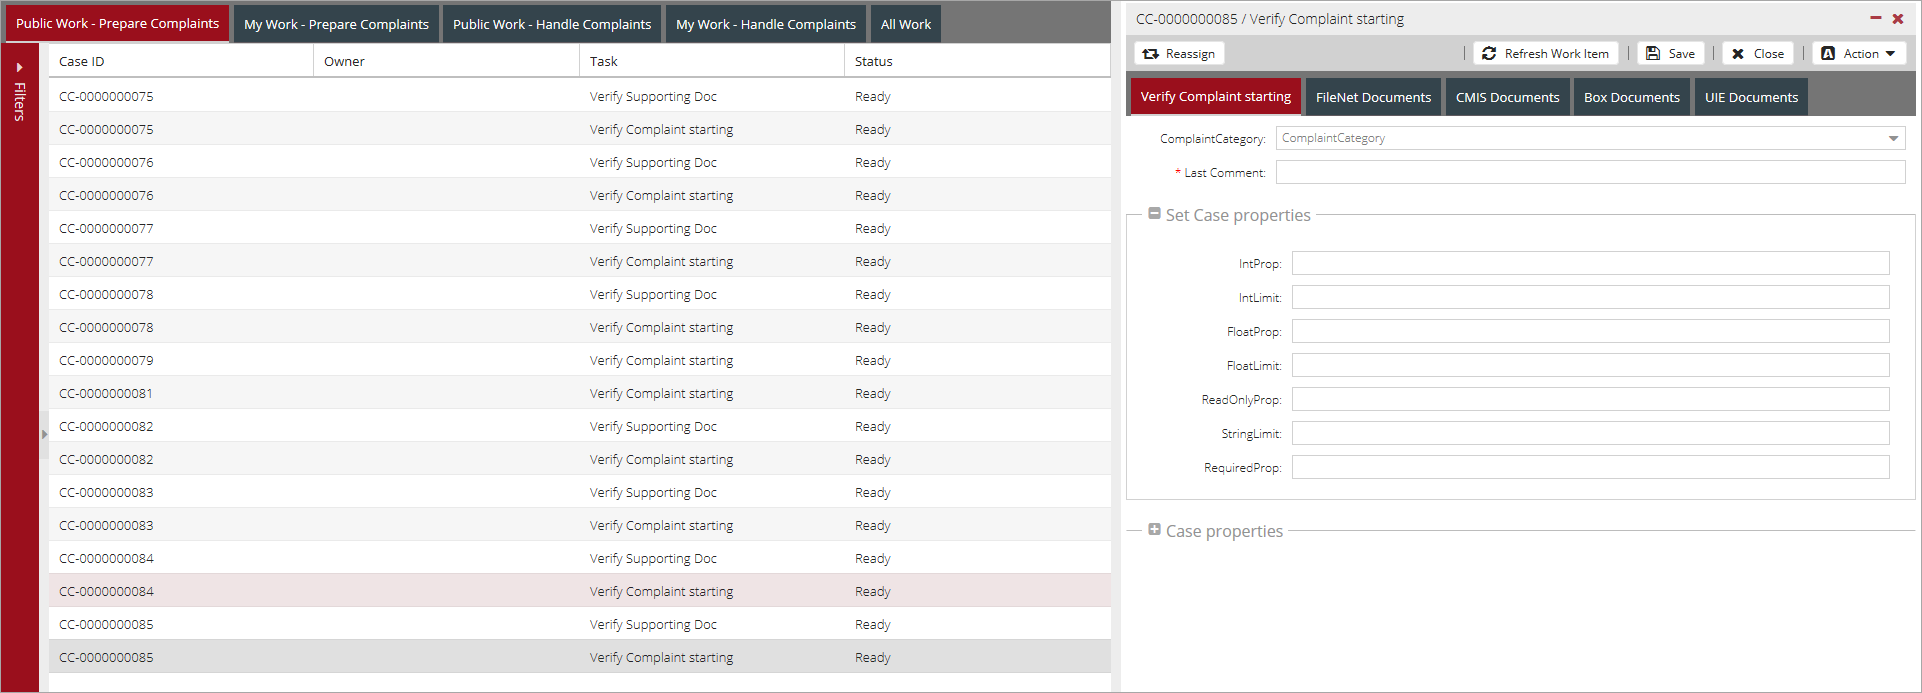 Public Work - Prepare Complaints My Work - Prepare Complaints Public Work - Handle Complaints My Work - Handle Complaints All Work
Filters
Case ID Owner Task Status
CC-0000000075 Verify Supporting Doc Ready
CC-0000000075 Verify Complaint starting Ready
CC-0000000076 Verify Supporting Doc Ready
CC-0000000076 Verify Complaint starting Ready
CC-0000000077 Verify Supporting Doc Ready
CC-0000000077 Verify Complaint starting Ready
CC-0000000078 Verify Supporting Doc Ready
CC-0000000078 Verify Complaint starting Ready
CC-0000000079 Verify Complaint starting Ready
CC-0000000081 Verify Complaint starting Ready
CC-0000000082 Verify Supporting Doc Ready
CC-0000000082 Verify Complaint starting Ready
CC-0000000083 Verify Supporting Doc Ready
CC-0000000083 Verify Complaint starting Ready
CC-0000000084 Verify Supporting Doc Ready
CC-0000000084 Verify Complaint starting Ready
CC-0000000085 Verify Supporting Doc Ready
CC-0000000085 Verify Complaint starting Ready
CC-0000000085 / Verify Complaint starting
Reassign | Refresh Work Item | Save | Close | A Action
Verify Complaint starting FileNet Documents CMIS Documents Box Documents UIE Documents
ComplaintCategory: ComplaintCategory
* Last Comment:
Set Case properties
IntProp:
IntLimit:
FloatProp:
FloatLimit:
ReadOnlyProp:
StringLimit:
RequiredProp:
Case properties